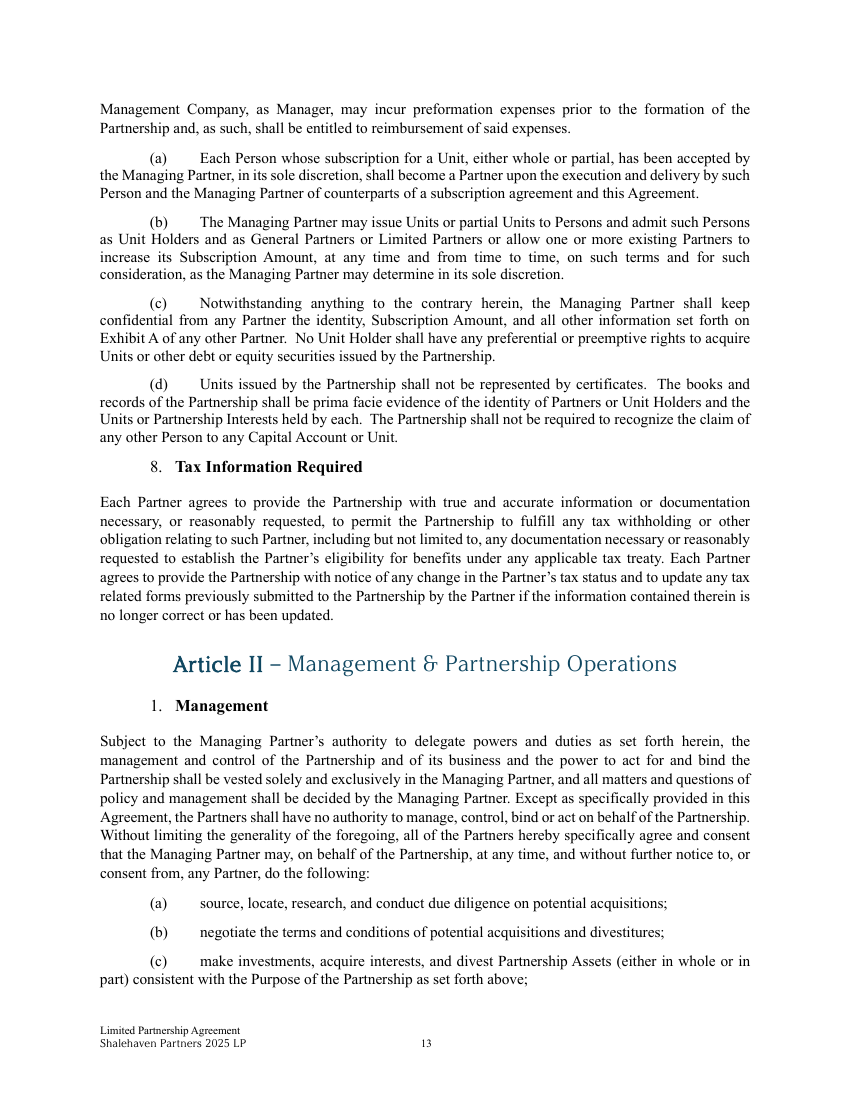 Management Company, as Manager, may incur preformation expenses prior to the formation of the
Partnership and, as such, shall be entitled to reimbursement of said expenses.
(a) Each Person whose subscription for a Unit, either whole or partial, has been accepted by
the Managing Partner, in its sole discretion, shall become a Partner upon the execution and delivery by such
Person and the Managing Partner of counterparts of a subscription agreement and this Agreement.
(b) The Managing Partner may issue Units or partial Units to Persons and admit such Persons
as Unit Holders and as General Partners or Limited Partners or allow one or more existing Partners to
increase its Subscription Amount, at any time and from time to time, on such terms and for such
consideration, as the Managing Partner may determine in its sole discretion.
(c) Notwithstanding anything to the contrary herein, the Managing Partner shall keep
confidential from any Partner the identity, Subscription Amount, and all other information set forth on
Exhibit A of any other Partner.  No Unit Holder shall have any preferential or preemptive rights to acquire
Units or other debt or equity securities issued by the Partnership.
(d) Units issued by the Partnership shall not be represented by certificates.  The books and
records of the Partnership shall be prima facie evidence of the identity of Partners or Unit Holders and the
Units or Partnership Interests held by each.  The Partnership shall not be required to recognize the claim of
any other Person to any Capital Account or Unit.
8. Tax Information Required
Each Partner agrees to provide the Partnership with true and accurate information or documentation
necessary, or reasonably requested, to permit the Partnership to fulfill any tax withholding or other
obligation relating to such Partner, including but not limited to, any documentation necessary or reasonably
requested to establish the Partner’s eligibility for benefits under any applicable tax treaty. Each Partner
agrees to provide the Partnership with notice of any change in the Partner’s tax status and to update any tax
related forms previously submitted to the Partnership by the Partner if the information contained therein is
no longer correct or has been updated.
Article II – Management & Partnership Operations
1. Management
Subject to the Managing Partner’s authority to delegate powers and duties as set forth herein, the
management and control of the Partnership and of its business and the power to act for and bind the
Partnership shall be vested solely and exclusively in the Managing Partner, and all matters and questions of
policy and management shall be decided by the Managing Partner. Except as specifically provided in this
Agreement, the Partners shall have no authority to manage, control, bind or act on behalf of the Partnership.
Without limiting the generality of the foregoing, all of the Partners hereby specifically agree and consent
that the Managing Partner may, on behalf of the Partnership, at any time, and without further notice to, or
consent from, any Partner, do the following:
(a) source, locate, research, and conduct due diligence on potential acquisitions;
(b) negotiate the terms and conditions of potential acquisitions and divestitures;
(c) make investments, acquire interests, and divest Partnership Assets (either in whole or in
part) consistent with the Purpose of the Partnership as set forth above;
Limited Partnership Agreement
Shalehaven Partners 2025 LP 13